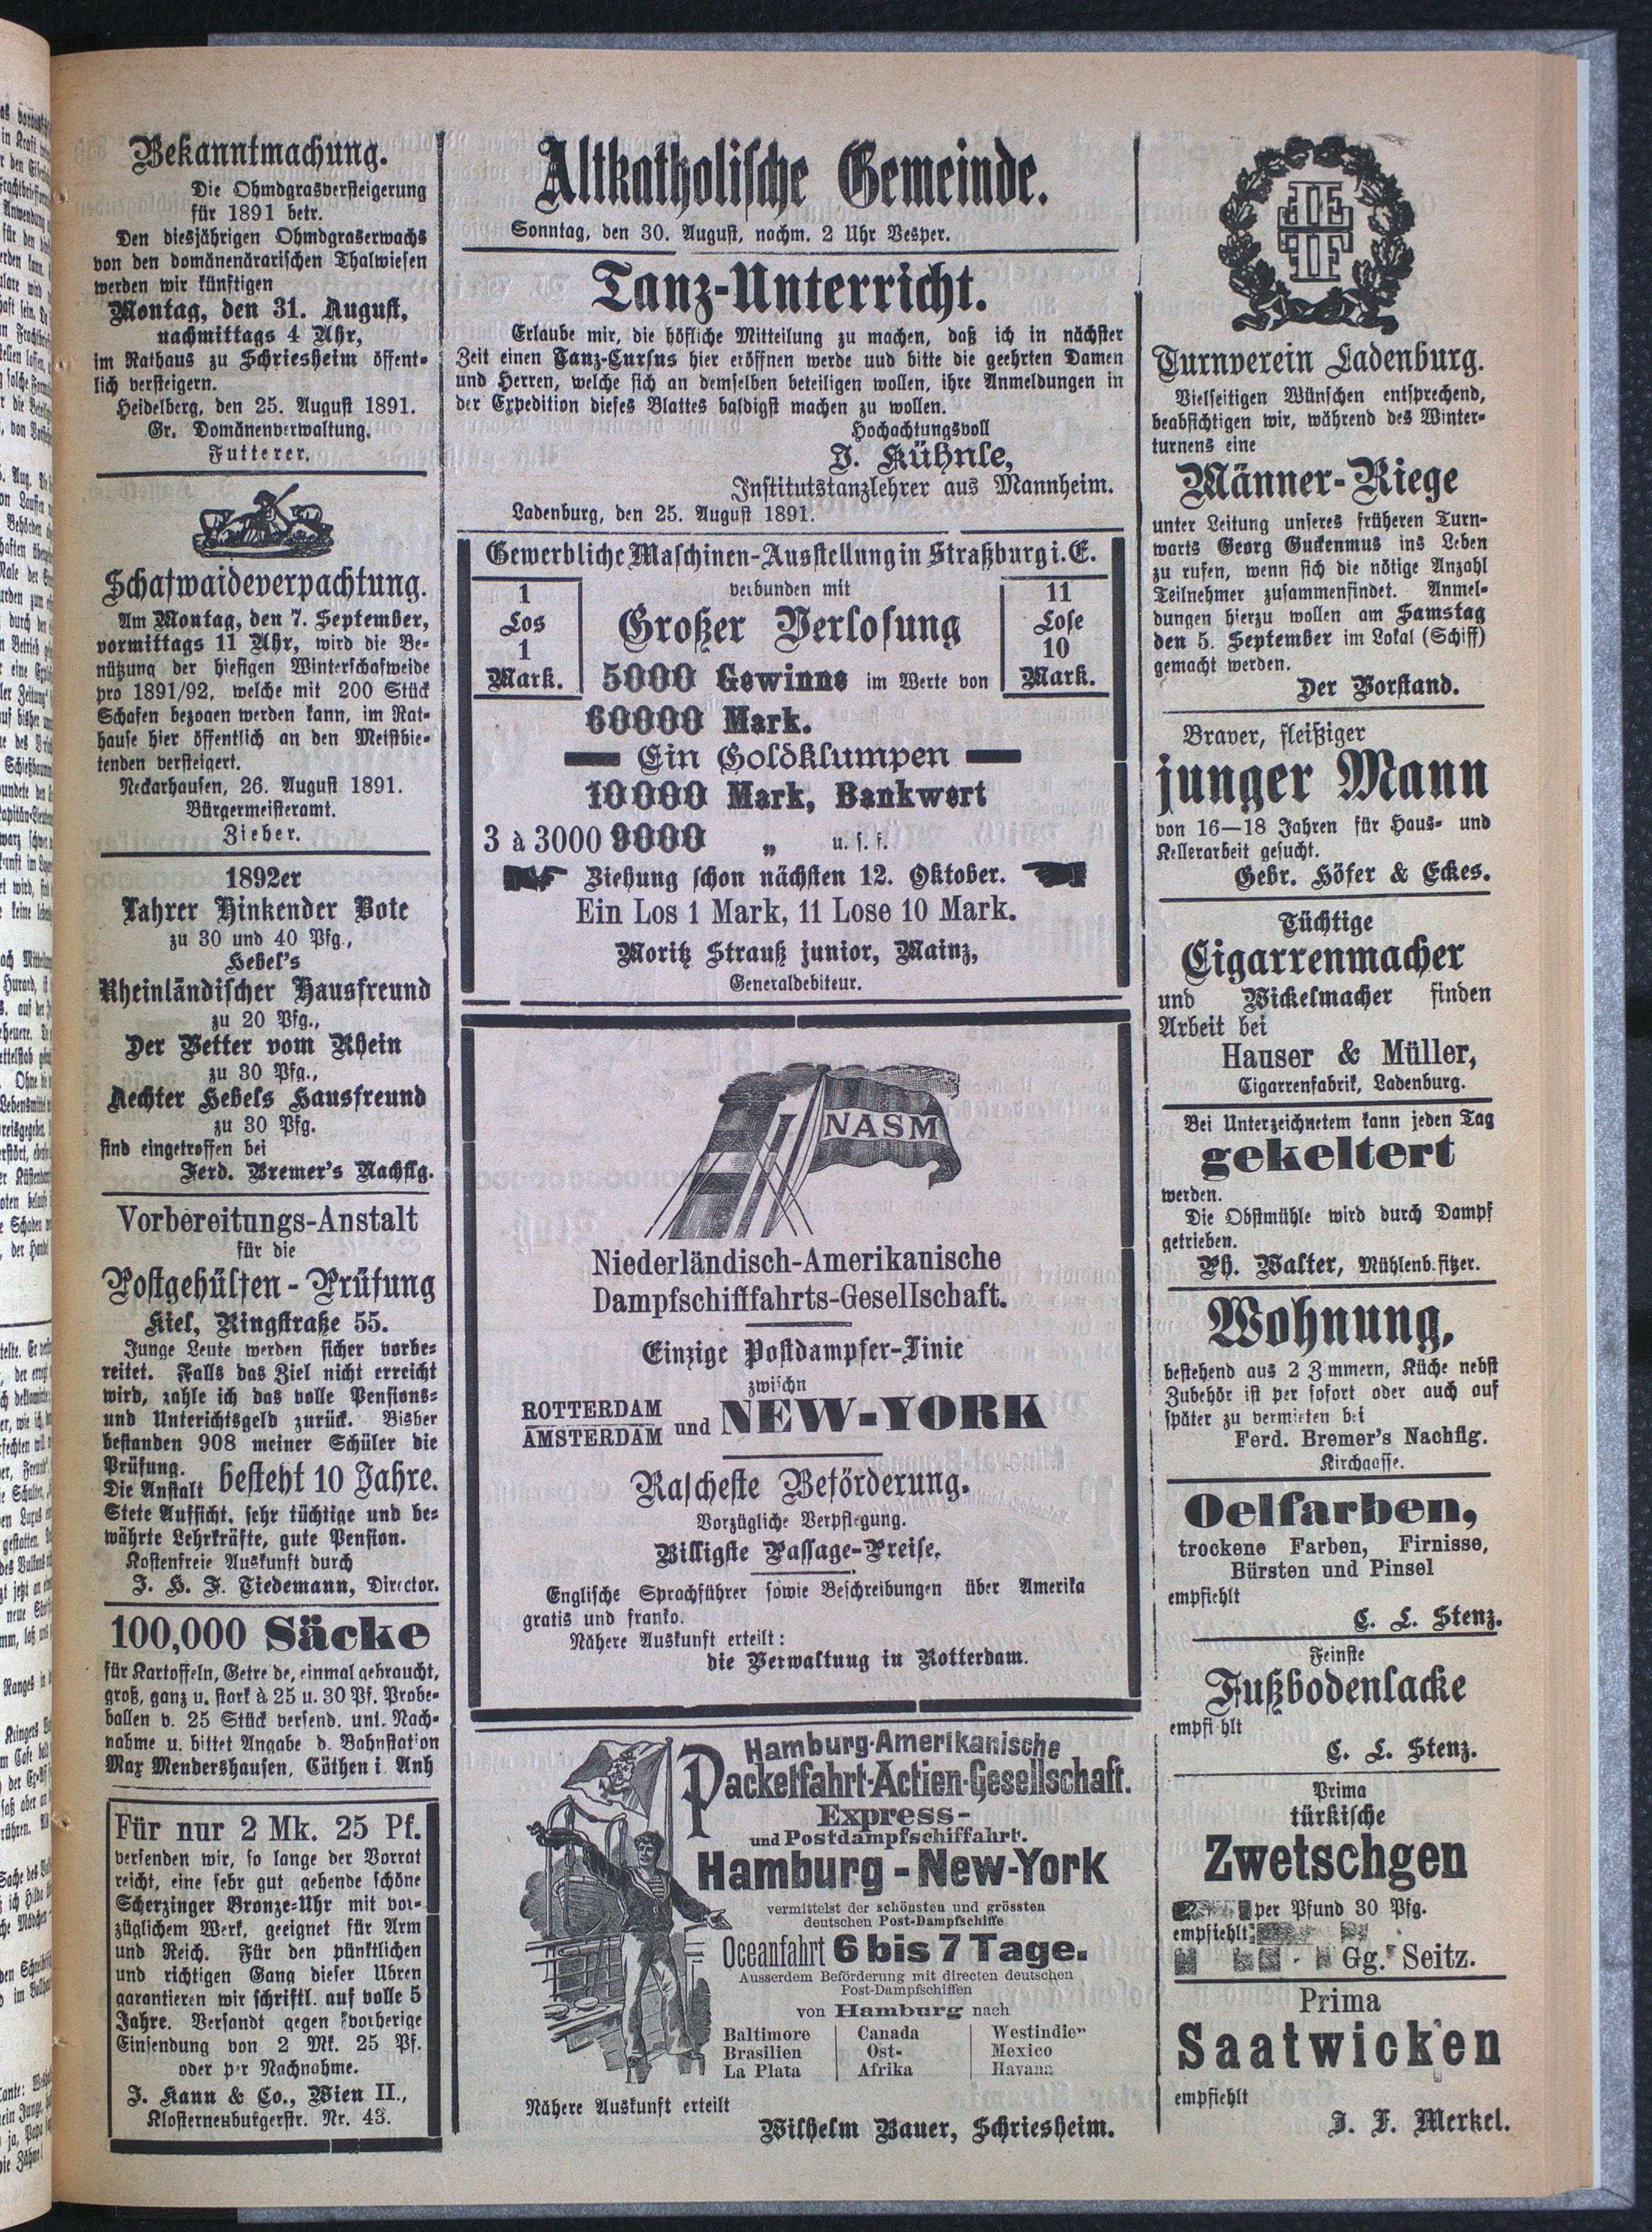 Bekanntmachung.
Die Ohmdgrasversteigerung
für 1891 betr.
Den diesjährigen Ohmdgraserwachs
von den domänenärarischen Thalwiesen
werden wir künftigen
Montag, den 31. August,
nachmittags 4 Uhr,
im Rathaus zu Schriesheim öffent-
lich versteigern.
Heidelberg, den 25. August 1891.
Gr. Domänenverwaltung.
Futterer.
Schafwaideverpachtung.
Am Montag, den 7. September,
vormittags 11 Uhr, wird die Be-
nützung der hiesigen Winterschafweide
pro 1891/92, welche mit 200 Stück
Schafen bezogen werden kann, im Rat-
hause hier öffentlich an den Meistbie-
tenden versteigert.
Neckarhausen, 26. August 1891.
Bürgermeisteramt.
Zieher.
1892er
Lahrer Hinkender Bote
zu 30 und 40 Pfg.,
Hebel's
Rheinländischer Hausfreund
zu 20 Pfg.,
Der Vetter vom Rhein
zu 30 Pfg.,
Aechter Hebels Hausfreund
zu 30 Pfg.
sind eingetroffen bei
Ferd. Bremer's Nachflg.
Vorbereitungs-Anstalt
für die
Postgehülfen-Prüfung
Kiel, Ringstraße 55.
Junge Leute werden sicher vorbe-
reitet. Falls das Ziel nicht erreicht
wird, zahle ich das volle Pensions-
und Unterichtsgeld zurück. Bisher
bestanden 908 meiner Schüler die
Prüfung.
Die Anstalt besteht 10 Jahre.
Stete Aufsicht, sehr tüchtige und be-
währte Lehrkräfte, gute Pension.
Kostenfreie Auskunft durch
J. H. F. Tiedemann, Director.
100,000 Säcke
für Kartoffeln, Getre de, einmal gebraucht,
groß, ganz u. stark à 25 u. 30 Pf. Probe-
ballen v. 25 Stück versend. unt. Nach-
nahme u. bittet Angabe d. Bahnstation
Max Mendershausen, Cöthen i Anh
Für nur 2 Mk. 25 Pf.
versenden wir, so lange der Vorrat
reicht, eine sehr gut gehende schöne
Scherzinger Bronze-Uhr mit vor-
züglichem Werk, geeignet für Arm
und Reich. Für den pünktlichen
und richtigen Gang dieser Uhren
garantieren wir schriftl. auf volle 5
Jahre. Versandt gegen vorherige
Einsendung von 2 Mk. 25 Pf.
oder per Nachnahme.
J. Kann & Co., Wien II.,
Klosterneuburgerstr. Nr. 43.
Altkatholische Gemeinde.
Sonntag, den 30. August, nachm. 2 Uhr Vesper.
Tanz-Unterricht.
Erlaube mir, die höfliche Mitteilung zu machen, daß ich in nächster
Zeit einen Tanz-Cursus hier eröffnen werde und bitte die geehrten Damen
und Herren, welche sich an demselben beteiligen wollen, ihre Anmeldungen in
der Expedition dieses Blattes baldigst machen zu wollen.
Hochachtungsvoll
J. Kühnle,
Institutstanzlehrer aus Mannheim.
Ladenburg, den 25. August 1891.
Gewerbliche Maschinen-Ausstellung in Straßburg i. E.
verbunden mit
1
Los
1
Mark.
Großer Verlosung
5000 Gewinne im Werte von
11
Lose
10
Mark.
60000 Mark.
Ein Goldklumpen
10000 Mark, Bankwert
3 à 3000 9000 „ u. s. f.
Ziehung schon nächsten 12. Oktober.
Ein Los 1 Mark, 11 Lose 10 Mark.
Moritz Strauß junior, Mainz,
Generaldebiteur.
NASM
Niederländisch-Amerikanische
Dampfschifffahrts-Gesellschaft.
Einzige Postdampfer-Linie
zwischn
ROTTERDAM
AMSTERDAM und NEW-YORK
Rascheste Beförderung.
Vorzügliche Verpflegung.
Billigste Passage-Preise.
Englische Sprachführer sowie Beschreibungen über Amerika
gratis und franko.
Nähere Auskunft erteilt:
die Verwaltung in Rotterdam.
Hamburg-Amerikanische
Packetfahrt-Actien-Gesellschaft.
Express-
und Postdampfschiffahrt.
Hamburg-New-York
vermittelst der schönsten und grössten
deutschen Post-Dampfschiffe
Oceanfahrt 6 bis 7 Tage.
Ausserdem Beförderung mit directen deutschen
Post-Dampfschiffen
von Hamburg nach
Baltimore Canada Westindien
Brasilien Ost- Mexico
La Plata Afrika Havana
Nähere Auskunft erteilt
Wilhelm Bauer, Schriesheim.
Turnverein Ladenburg.
Vielseitigen Wünschen entsprechend,
beabsichtigen wir, während des Winter-
turnens eine
Männer-Riege
unter Leitung unseres früheren Turn-
warts Georg Guckenmus ins Leben
zu rufen, wenn sich die nötige Anzahl
Teilnehmer zusammenfindet. Anmel-
dungen hierzu wollen am Samstag
den 5. September im Lokal (Schiff)
gemacht werden.
Der Vorstand.
Braver, fleißiger
junger Mann
von 16—18 Jahren für Haus- und
Kellerarbeit gesucht.
Gebr. Höfer & Eckes.
Tüchtige
Cigarrenmacher
und Wickelmacher finden
Arbeit bei
Hauser & Müller,
Cigarrenfabrik, Ladenburg.
Bei Unterzeichnetem kann jeden Tag
gekeltert
werden.
Die Obstmühle wird durch Dampf
getrieben.
Ph. Walter, Mühlenb.sitzer.
Wohnung,
bestehend aus 2 Z mmern, Küche nebst
Zubehör ist per sofort oder auch auf
später zu vermieten bei
Ferd. Bremer's Nachflg.
Kirchgasse.
Oelfarben,
trockene Farben, Firnisse,
Bürsten und Pinsel
empfiehlt
C. L. Stenz.
Feinste
Fußbodenlacke
empfi hlt
C. L. Stenz.
Prima
türkische
Zwetschgen
per Pfund 30 Pfg.
empfiehlt
Gg. Seitz.
Prima
Saatwicken
empfiehlt
J. F. Merkel.